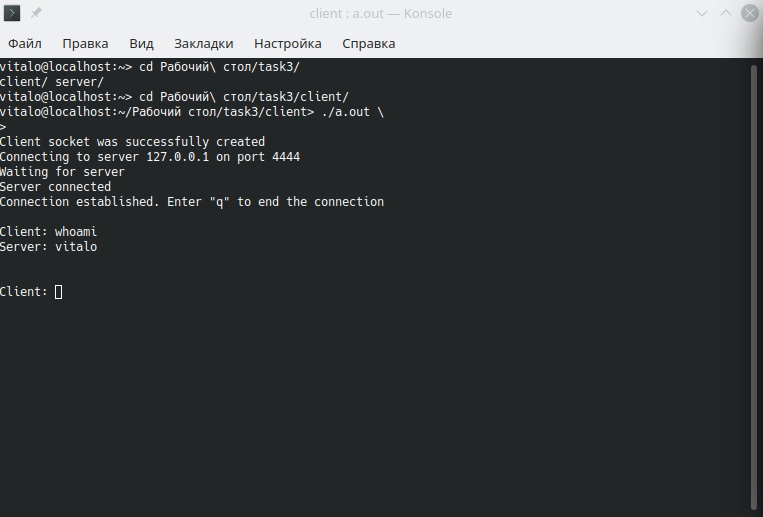 client : a.out — Konsole
Файл Правка Вид Закладки Настройка Справка
vitalo@localhost:~> cd Рабочий\ стол/task3/
client/ server/
vitalo@localhost:~> cd Рабочий\ стол/task3/client/
vitalo@localhost:~/Рабочий стол/task3/client> ./a.out \
>
Client socket was successfully created
Connecting to server 127.0.0.1 on port 4444
Waiting for server
Server connected
Connection established. Enter "q" to end the connection
Client: whoami
Server: vitalo
Client: